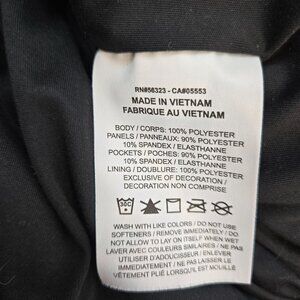 RN#56323 - CA#05553
MADE IN VIETNAM
FABRIQUE AU VIETNAM
BODY / CORPS: 100% POLYESTER
PANELS / PANNEAUX: 90% POLYESTER
10% SPANDEX / ELASTHANNE
POCKETS / POCHES: 90% POLYESTER
10% SPANDEX / ELASTHANNE
LINING / DOUBLURE: 100% POLYESTER
EXCLUSIVE OF DECORATION /
DECORATION NON COMPRISE
WASH WITH LIKE COLORS / DO NOT USE
SOFTENERS / REMOVE IMMEDIATELY / DO
NOT ALLOW TO LAY ON ITSELF WHEN WET
LAVER AVEC COULEURS SIMILAIRES / NE PAS
UTILISER D'ADOUCISSEUR / ENLEVER
IMMÉDIATEMENT / NE PAS LAISSER LE
VÊTEMENT PLIÉ LORSQU'IL EST MOUILLÉ